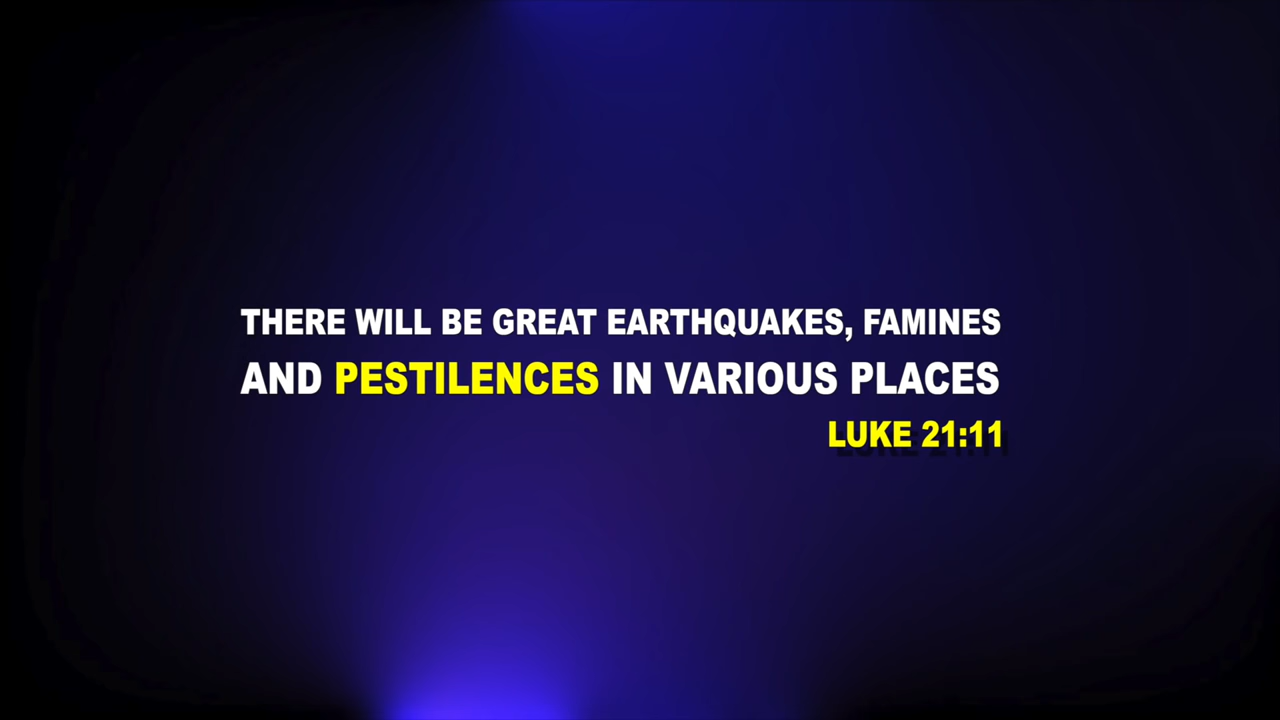 THERE WILL BE GREAT EARTHQUAKES, FAMINES
AND PESTILENCES IN VARIOUS PLACES
LUKE 21:11